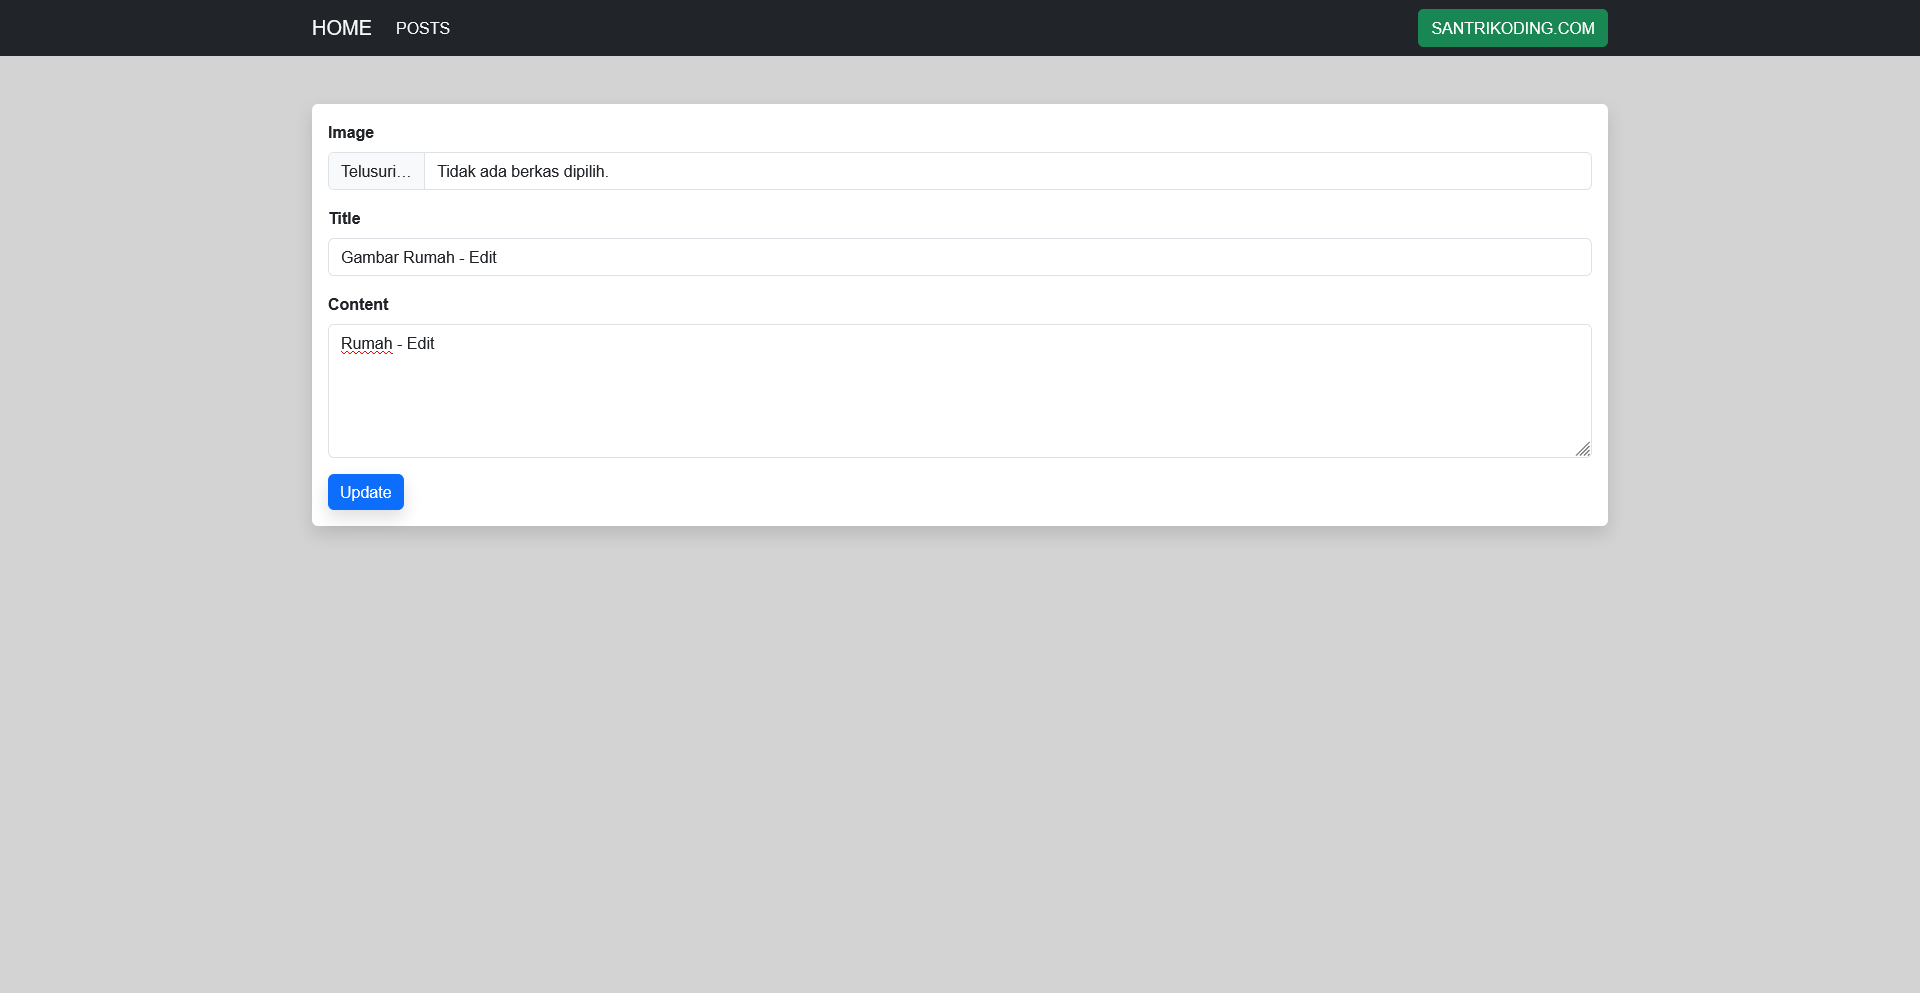 HOME POSTS SANTRIKODING.COM
Image
Telusuri... Tidak ada berkas dipilih.
Title
Gambar Rumah - Edit
Content
Rumah - Edit
Update